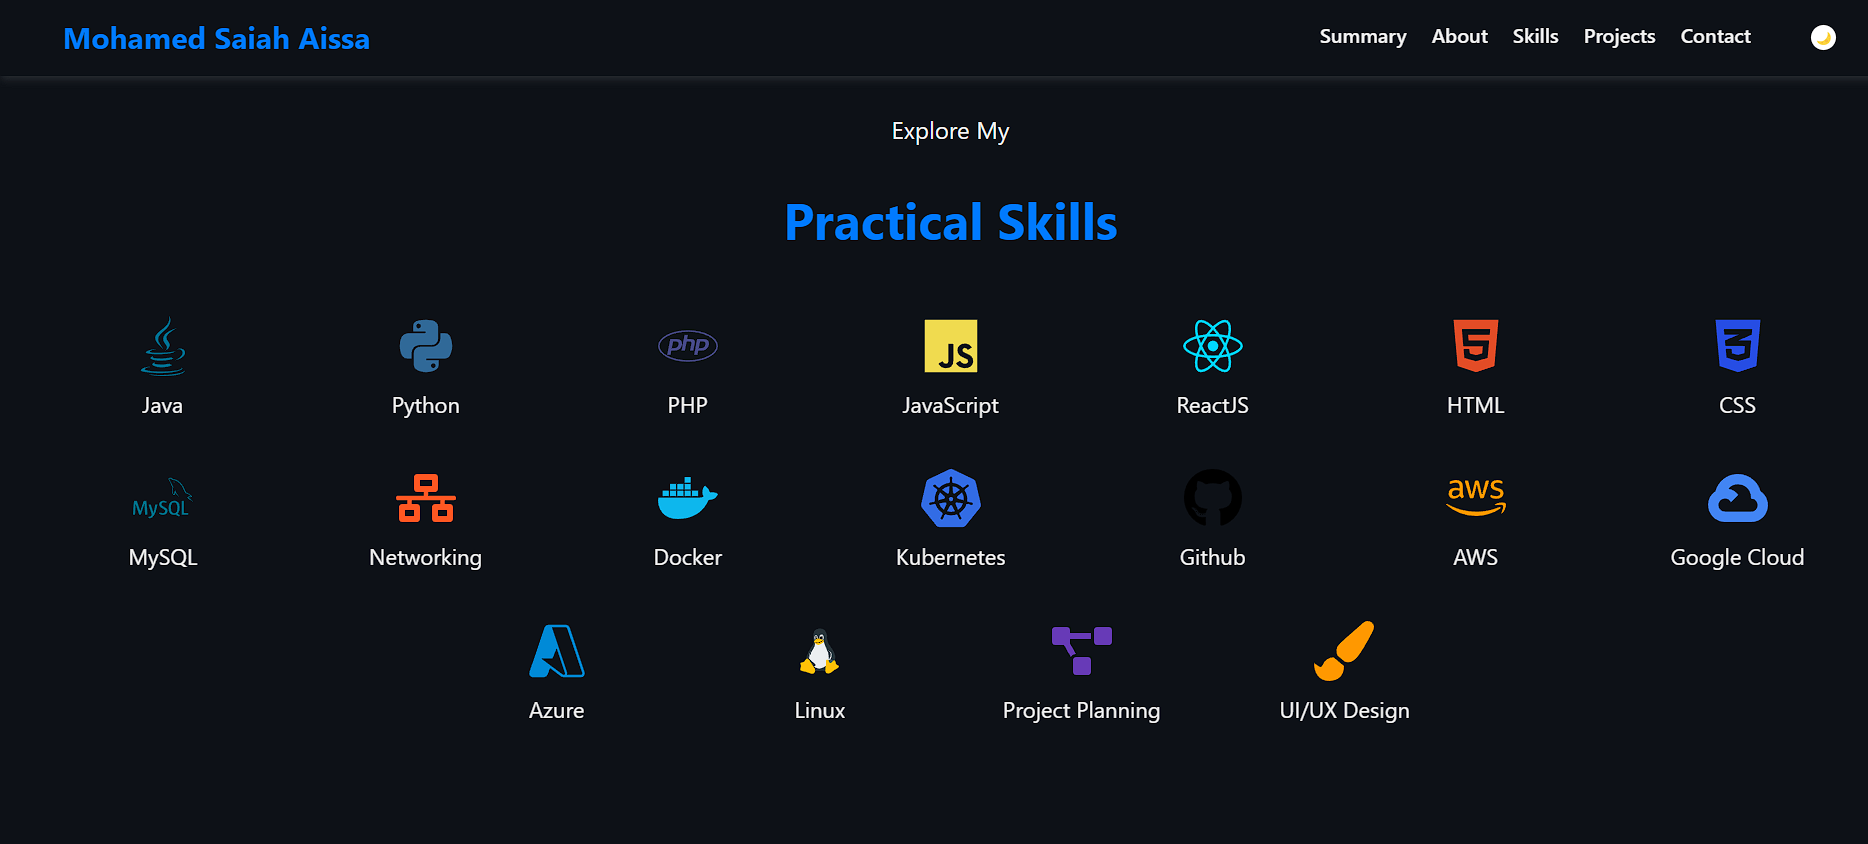 Mohamed Saiah Aissa
Summary About Skills Projects Contact
Explore My
Practical Skills
php JS
Java Python PHP JavaScript ReactJS HTML CSS
MySQL aws
MySQL Networking Docker Kubernetes Github AWS Google Cloud
Azure Linux Project Planning UI/UX Design